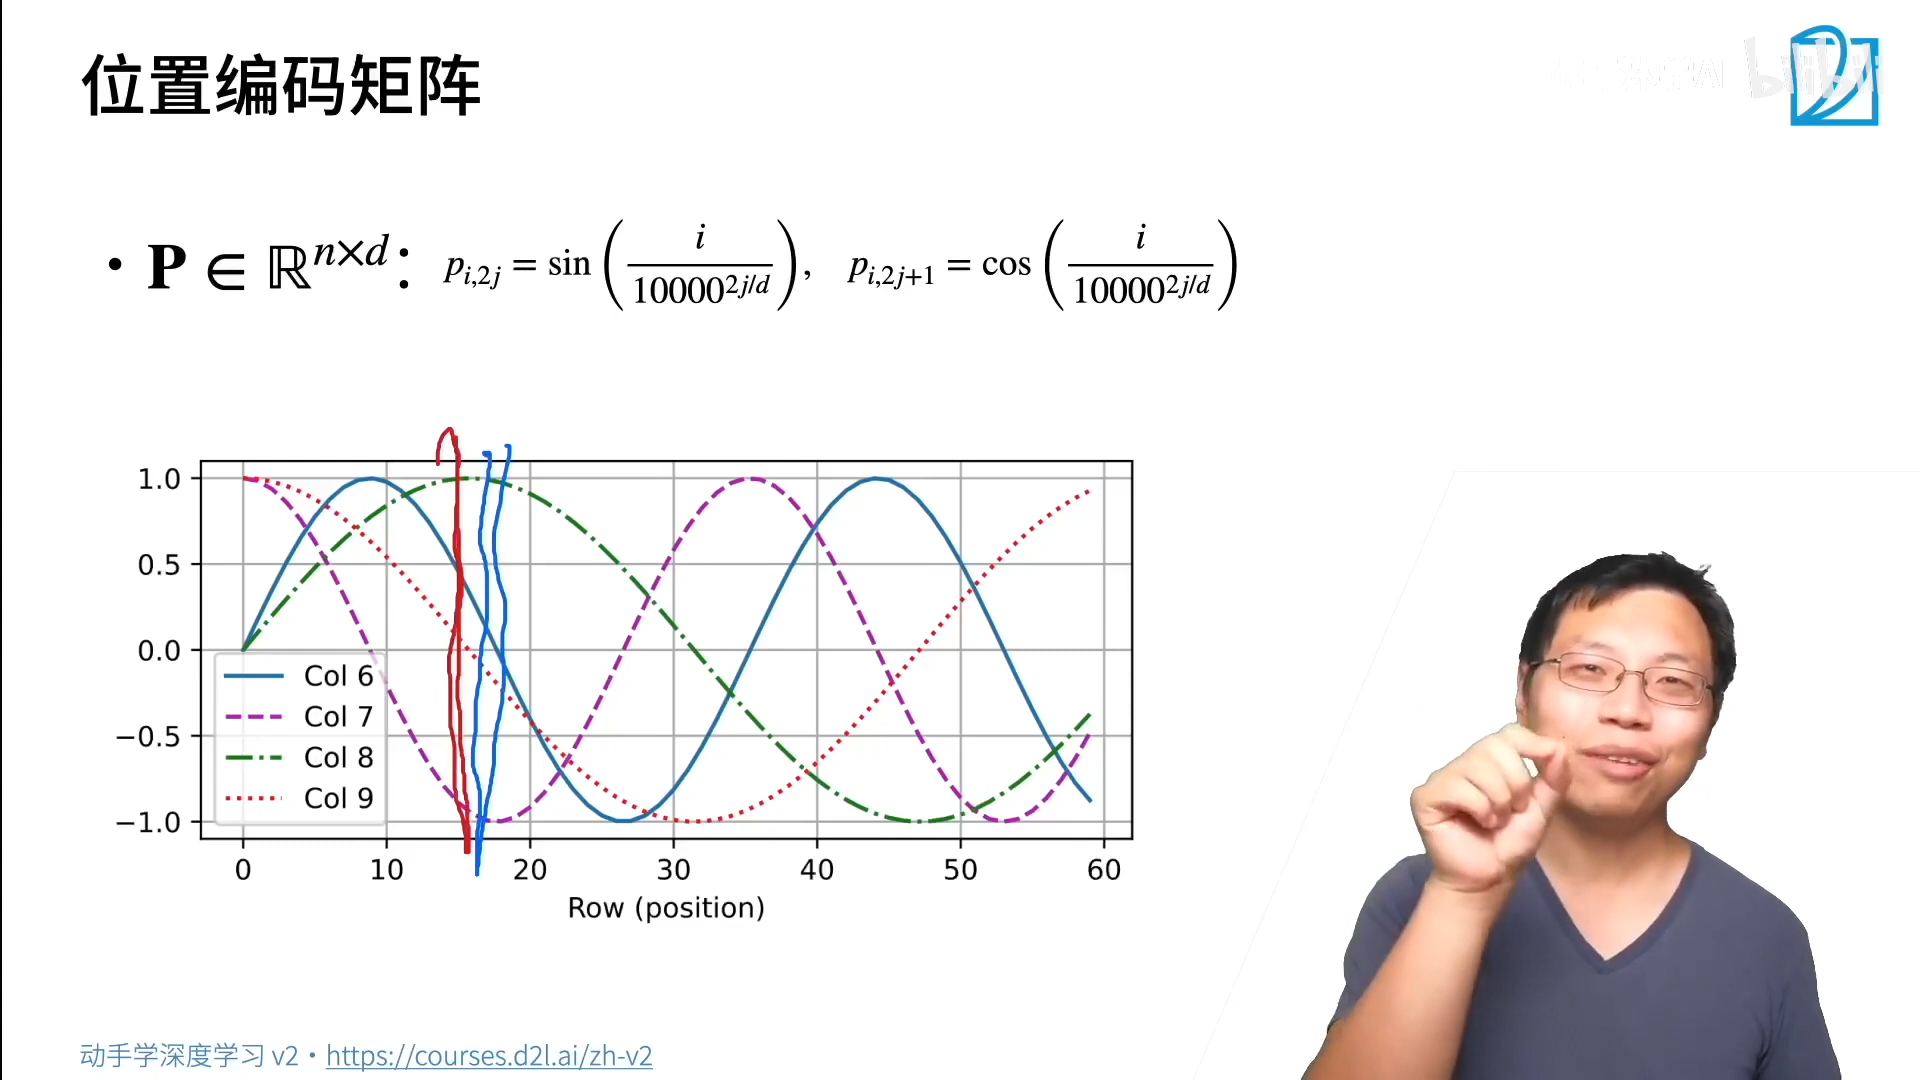 位置编码矩阵
• P ∈ ℝ^{n×d}: p_{i,2j} = sin(i / 10000^{2j/d}), p_{i,2j+1} = cos(i / 10000^{2j/d})
1.0
0.5
0.0
−0.5
−1.0
Col 6
Col 7
Col 8
Col 9
0 10 20 30 40 50 60
Row (position)
动手学深度学习 v2 • https://courses.d2l.ai/zh-v2
bilibili